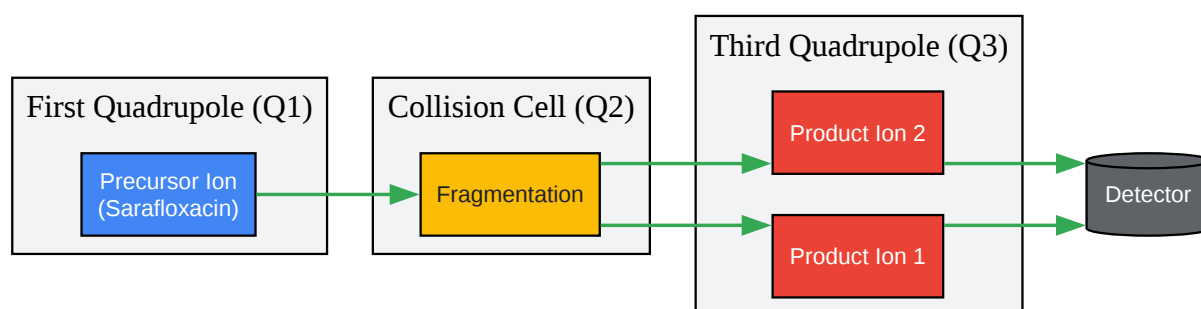 First Quadrupole (Q1)
Precursor Ion
(Sarafloxacin)
Collision Cell (Q2)
Fragmentation
Third Quadrupole (Q3)
Product Ion 2
Product Ion 1
Detector